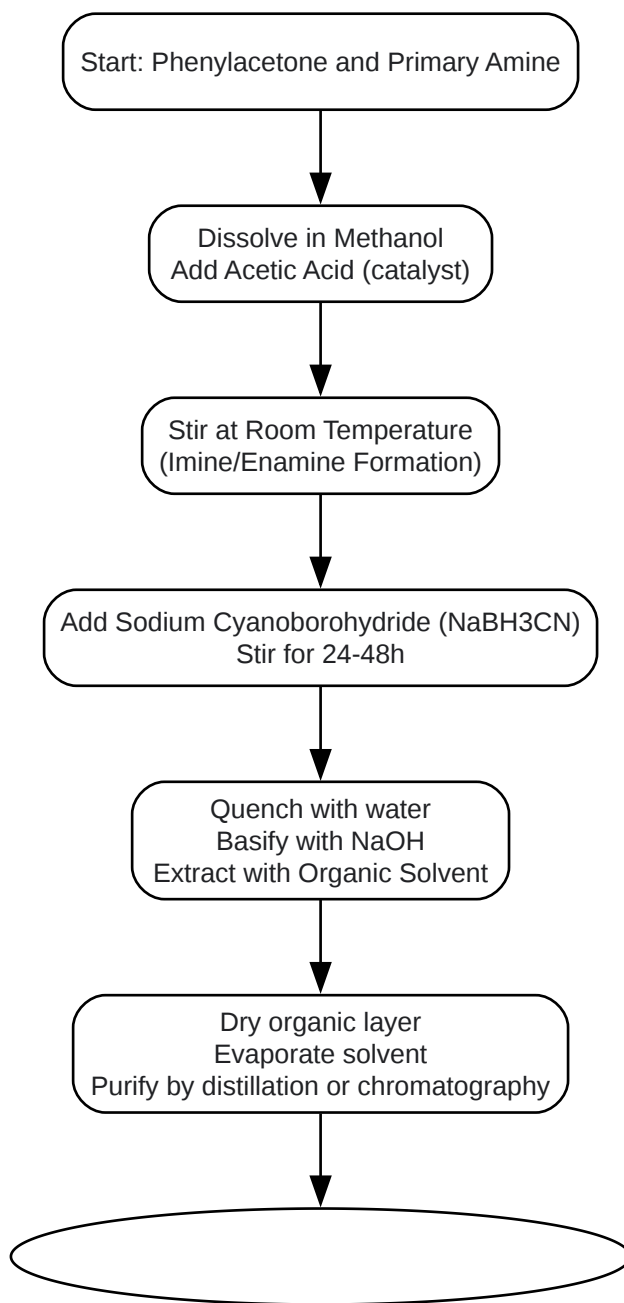 Start: Phenylacetone and Primary Amine
Dissolve in Methanol
Add Acetic Acid (catalyst)
Stir at Room Temperature
(Imine/Enamine Formation)
Add Sodium Cyanoborohydride (NaBH3CN)
Stir for 24-48h
Quench with water
Basify with NaOH
Extract with Organic Solvent
Dry organic layer
Evaporate solvent
Purify by distillation or chromatography